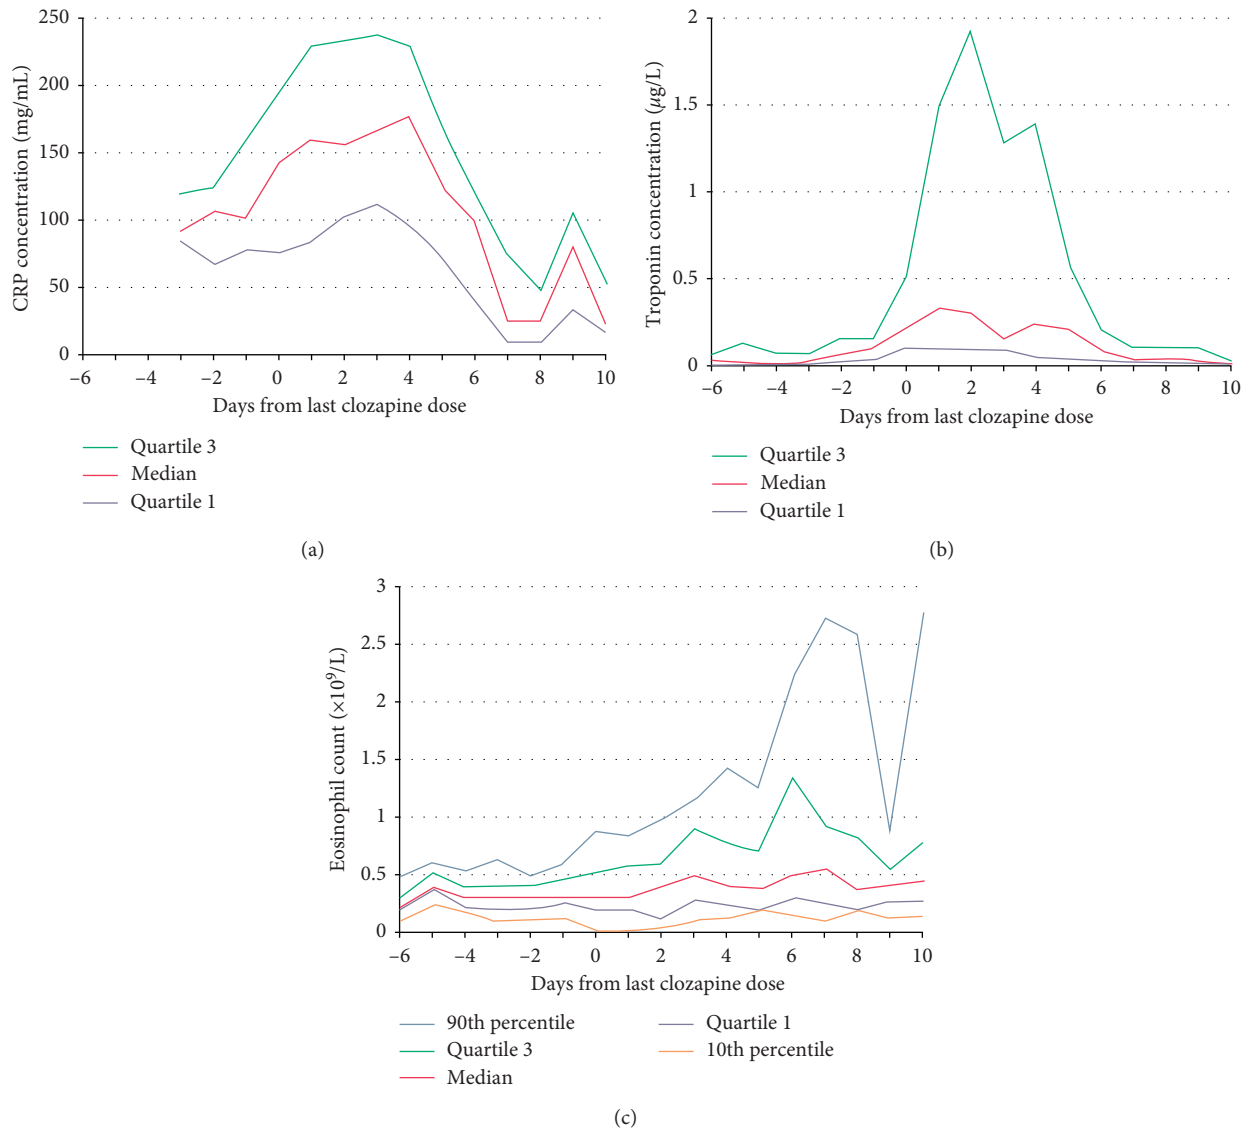 CRP concentration (mg/mL)
250
200
150
100
50
0
−6 −4 −2 0 2 4 6 8 10
Days from last clozapine dose
Quartile 3
Median
Quartile 1
(a)
Troponin concentration (µg/L)
2
1.5
1
0.5
0
−6 −4 −2 0 2 4 6 8 10
Days from last clozapine dose
Quartile 3
Median
Quartile 1
(b)
Eosinophil count (×10⁹/L)
3
2.5
2
1.5
1
0.5
0
−6 −4 −2 0 2 4 6 8 10
Days from last clozapine dose
90th percentile
Quartile 3
Median
Quartile 1
10th percentile
(c)